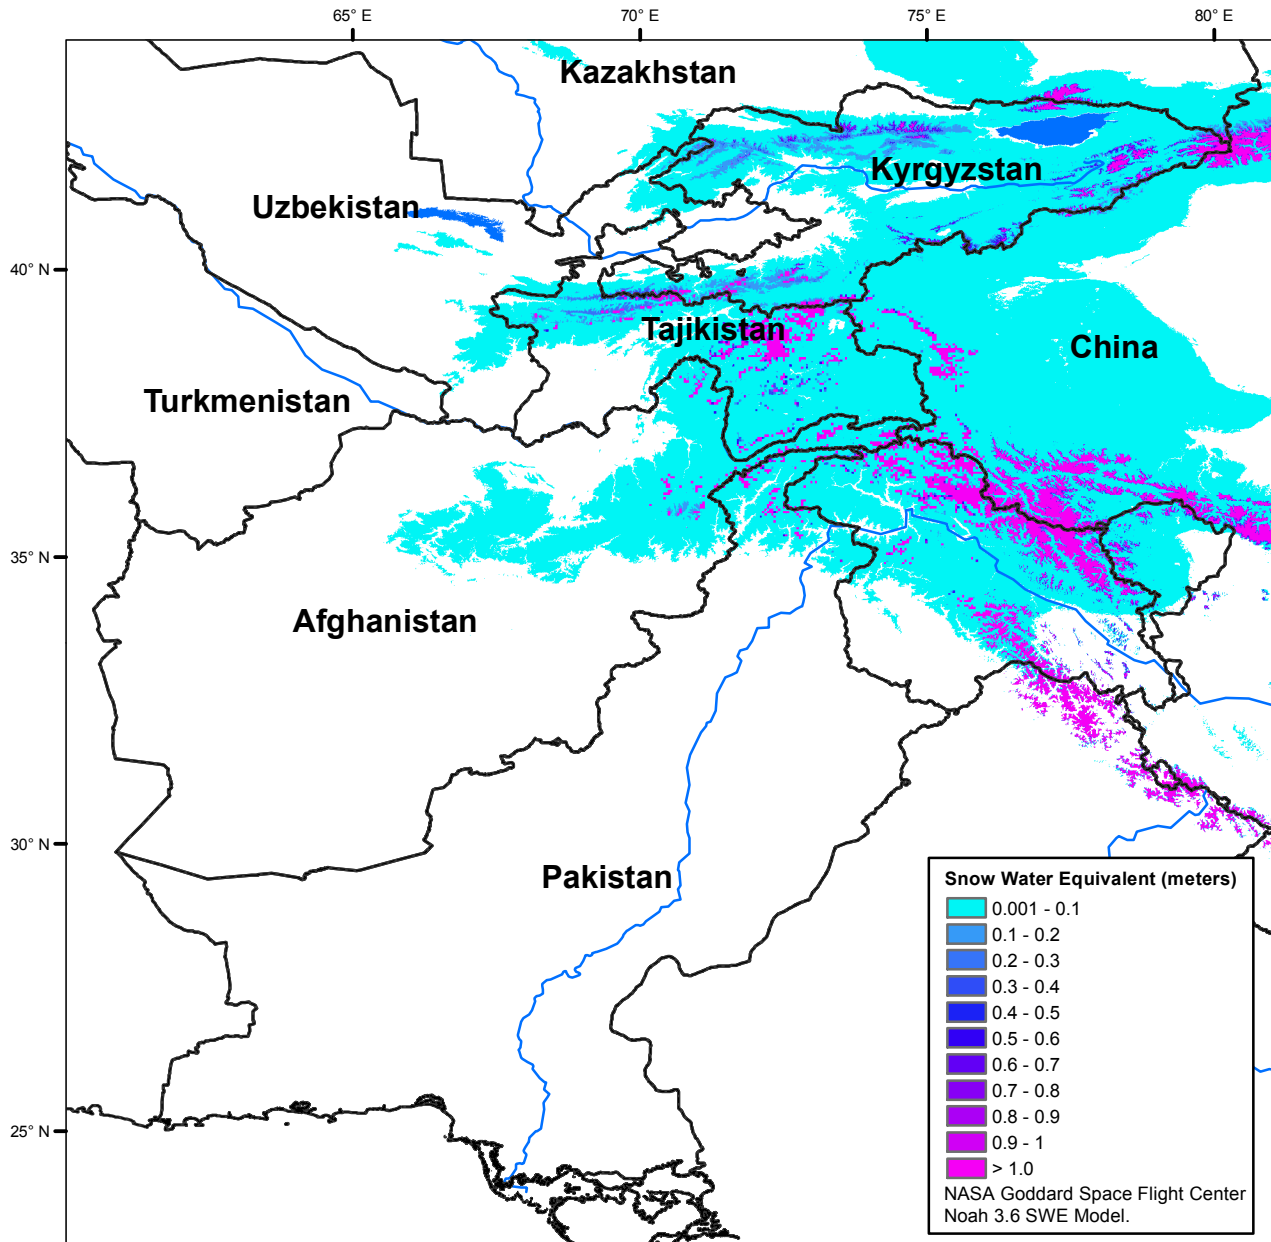 65° E
70° E
75° E
80° E
Kazakhstan
Kyrgyzstan
Uzbekistan
40° N
Tajikistan
China
Turkmenistan
35° N
Afghanistan
30° N
Pakistan
25° N
Snow Water Equivalent (meters)
0.001 - 0.1
0.1 - 0.2
0.2 - 0.3
0.3 - 0.4
0.4 - 0.5
0.5 - 0.6
0.6 - 0.7
0.7 - 0.8
0.8 - 0.9
0.9 - 1
> 1.0
NASA Goddard Space Flight Center
Noah 3.6 SWE Model.